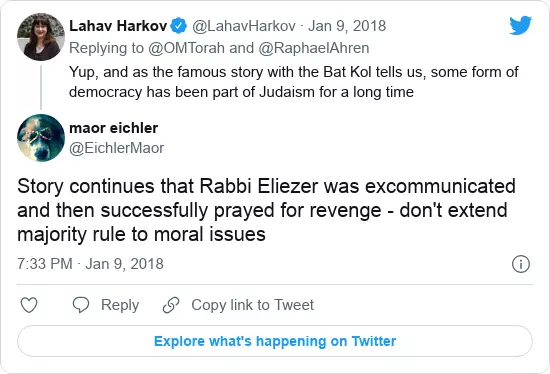 Lahav Harkov @LahavHarkov · Jan 9, 2018
Replying to @OMTorah and @RaphaelAhren
Yup, and as the famous story with the Bat Kol tells us, some form of
democracy has been part of Judaism for a long time
maor eichler
@EichlerMaor
Story continues that Rabbi Eliezer was excommunicated
and then successfully prayed for revenge - don't extend
majority rule to moral issues
7:33 PM · Jan 9, 2018
Reply Copy link to Tweet
Explore what's happening on Twitter